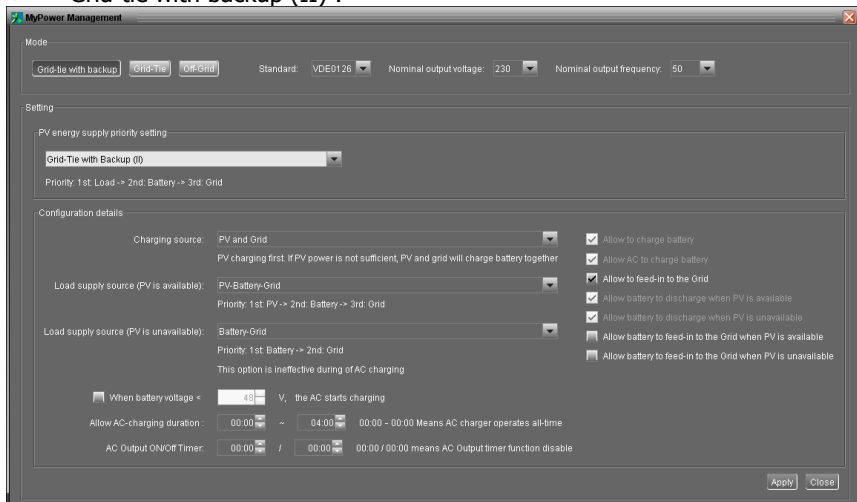 Grid-tie with backup (II) :
MyPower Management
Mode
Grid-tie with backup Grid-Tie Off-Grid Standard: VDE0126 Nominal output voltage: 230 Nominal output frequency: 50
Setting
PV energy supply priority setting
Grid-Tie with Backup (II)
Priority: 1st: Load -> 2nd: Battery -> 3rd: Grid
Configuration details
Charging source: PV and Grid
PV charging first. If PV power is not sufficient, PV and grid will charge battery together
Load supply source (PV is available): PV-Battery-Grid
Priority: 1st: PV -> 2nd: Battery -> 3rd: Grid
Load supply source (PV is unavailable): Battery-Grid
Priority: 1st: Battery -> 2nd: Grid
This option is ineffective during of AC charging
When battery voltage < 48 V, the AC starts charging
Allow AC-charging duration : 00:00 ~ 04:00 00:00 - 00:00 Means AC charger operates all-time
AC Output ON/Off Timer: 00:00 / 00:00 00:00 / 00:00 means AC Output timer function disable
Allow to charge battery
Allow AC to charge battery
Allow to feed-in to the Grid
Allow battery to discharge when PV is available
Allow battery to discharge when PV is unavailable
Allow battery to feed-in to the Grid when PV is available
Allow battery to feed-in to the Grid when PV is unavailable
Apply Close